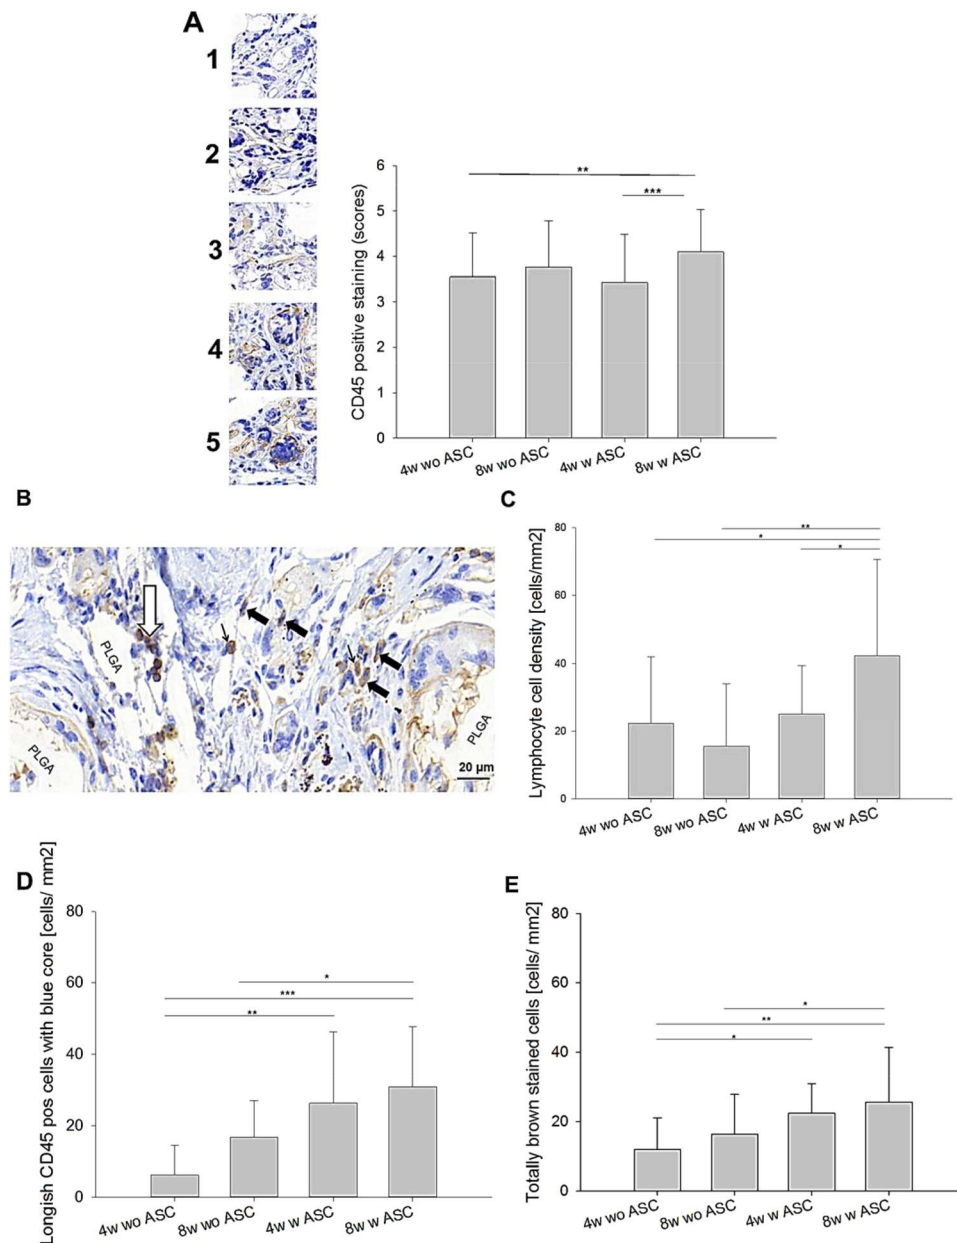 A
1
2
3
4
5
CD45 positive staining (scores)
6
5
4
3
2
1
0
**
***
4w wo ASC
8w wo ASC
4w w ASC
8w w ASC
B
PLGA
PLGA
PLGA
20 µm
C
Lymphocyte cell density [cells/mm2]
80
60
40
20
0
**
*
*
4w wo ASC
8w wo ASC
4w w ASC
8w w ASC
D
Longish CD45 pos cells with blue core [cells/ mm2]
80
60
40
20
0
*
***
**
4w wo ASC
8w wo ASC
4w w ASC
8w w ASC
E
Totally brown stained cells [cells/ mm2]
80
60
40
20
0
*
**
*
4w wo ASC
8w wo ASC
4w w ASC
8w w ASC